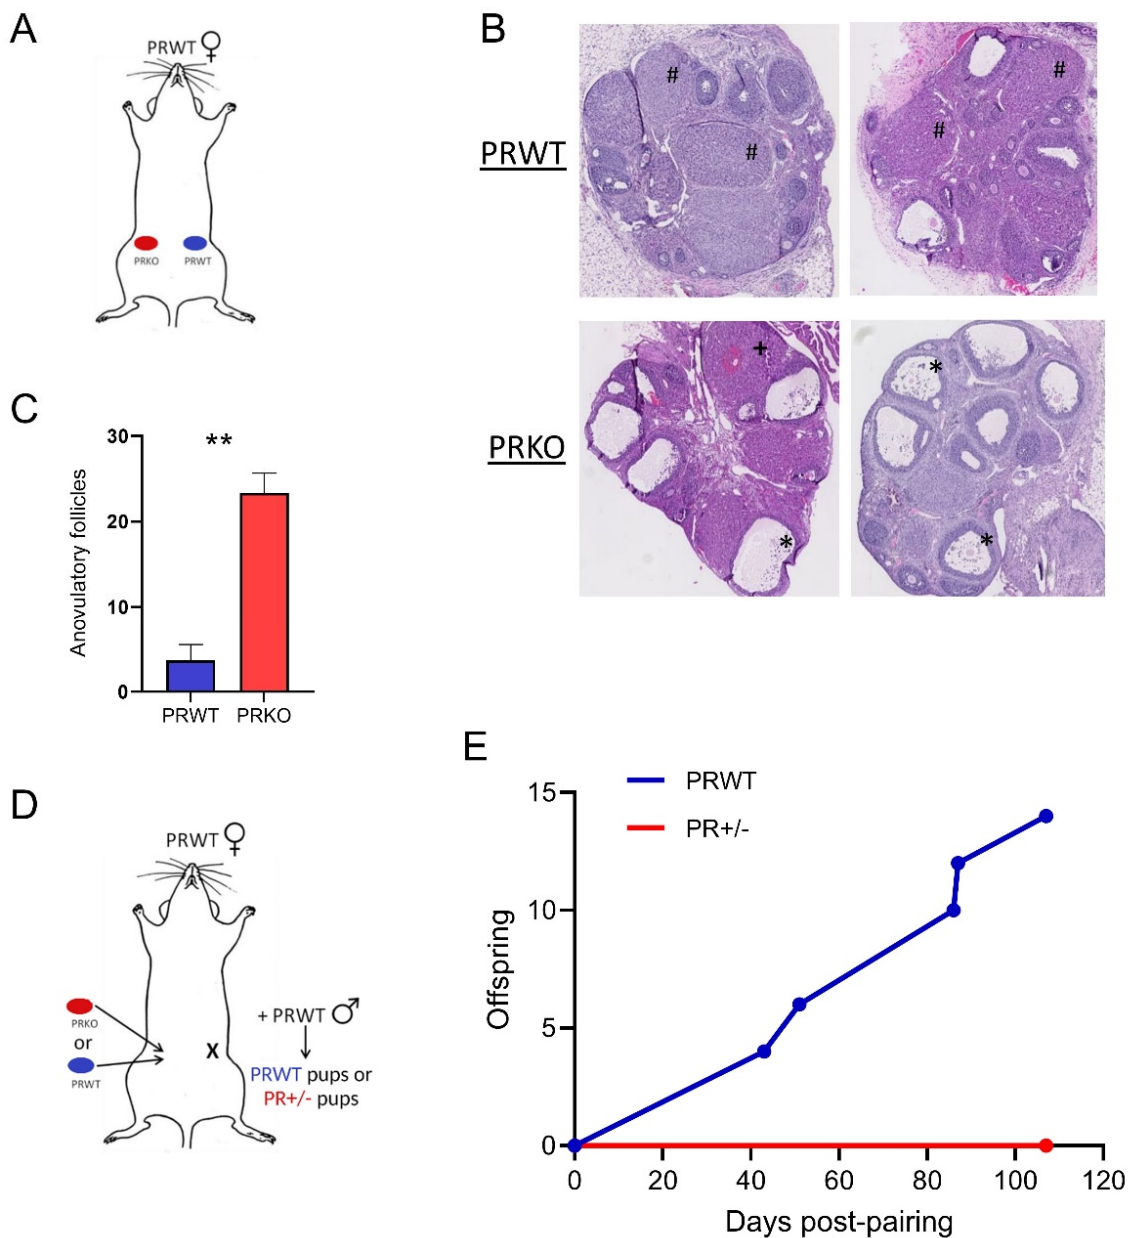 A
PRWT ♀
PRKO
PRWT
B
PRWT
#
#
#
#
PRKO
+
*
*
*
C
**
Anovulatory follicles
30
20
10
0
PRWT
PRKO
D
PRWT ♀
PRKO
or
PRWT
X
+ PRWT ♂
PRWT pups or
PR+/- pups
E
PRWT
PR+/-
Offspring
15
10
5
0
0
20
40
60
80
100
120
Days post-pairing